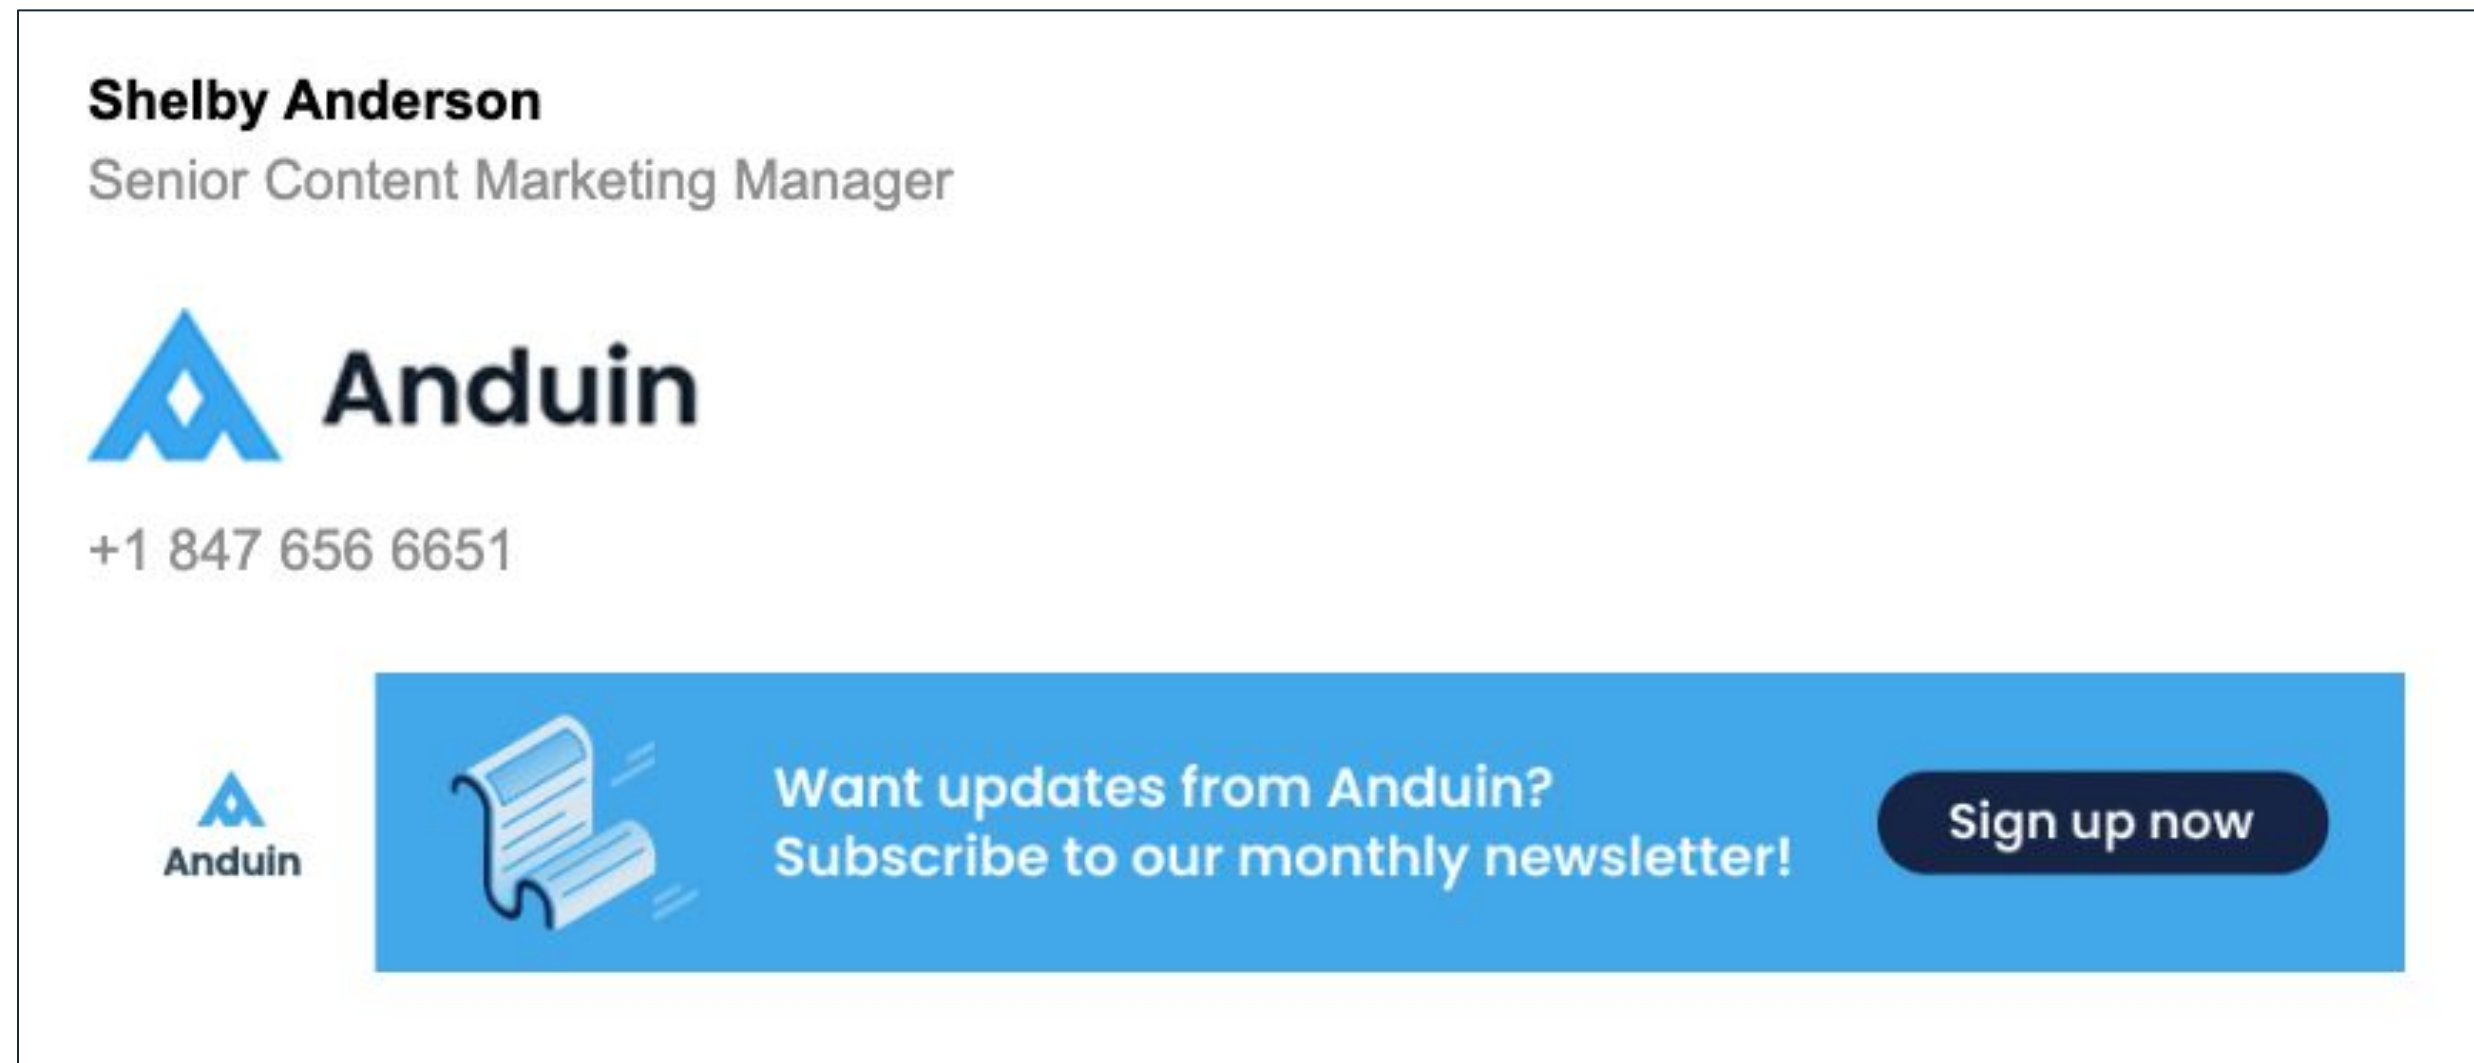 Shelby Anderson
Senior Content Marketing Manager
Anduin
+1 847 656 6651
Anduin
Want updates from Anduin?
Subscribe to our monthly newsletter!
Sign up now